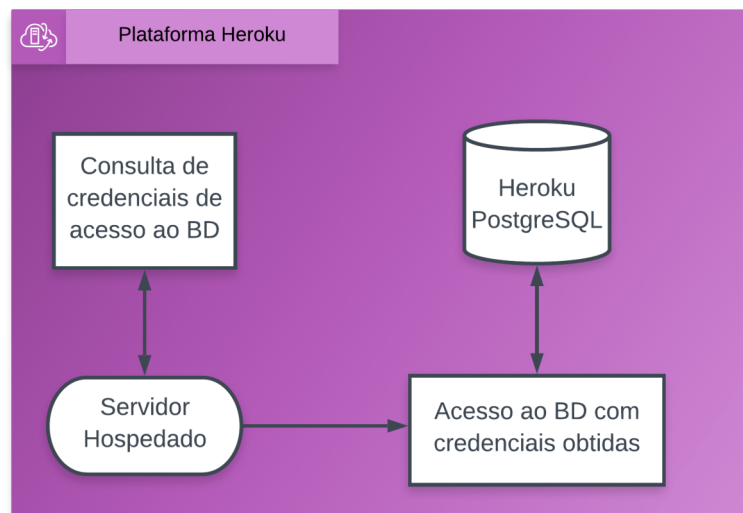 Plataforma Heroku
Consulta de
credenciais de
acesso ao BD
Heroku
PostgreSQL
Servidor
Hospedado
Acesso ao BD com
credenciais obtidas